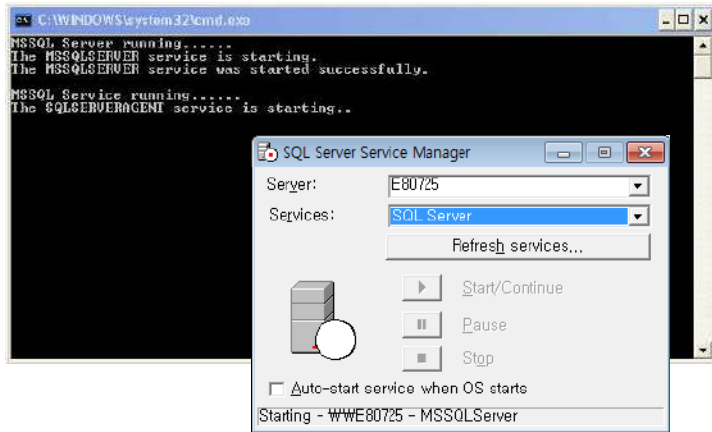 C:\WINDOWS\system32\cmd.exe
MSSQL Server running......
The MSSQLSERVER service is starting.
The MSSQLSERVER service was started successfully.
MSSQL Service running......
The SQLSERVERAGENT service is starting..
SQL Server Service Manager
Server: E80725
Services: SQL Server
Refresh services...
Start/Continue
Pause
Stop
Auto-start service when OS starts
Starting - ₩₩E80725 - MSSQLServer